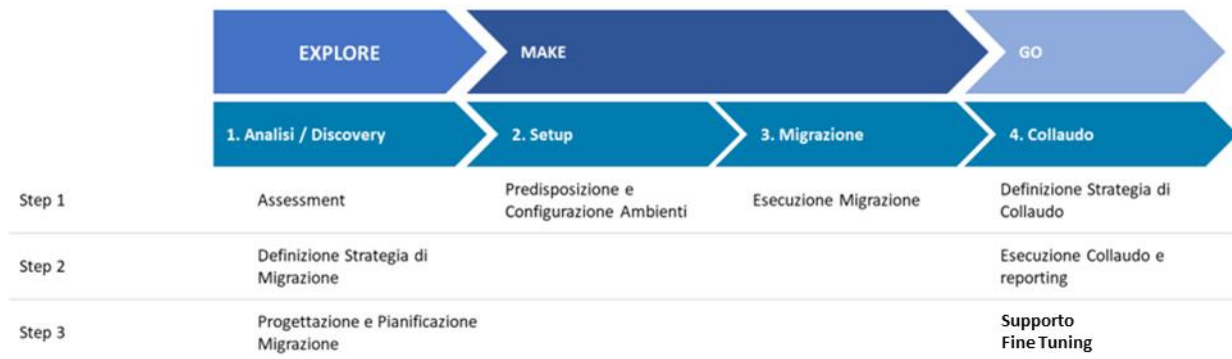 EXPLORE
MAKE
GO
1. Analisi / Discovery
2. Setup
3. Migrazione
4. Collaudo
Step 1
Assessment
Predisposizione e
Configurazione Ambienti
Esecuzione Migrazione
Definizione Strategia di
Collaudo
Step 2
Definizione Strategia di
Migrazione
Esecuzione Collaudo e
reporting
Step 3
Progettazione e Pianificazione
Migrazione
Supporto
Fine Tuning